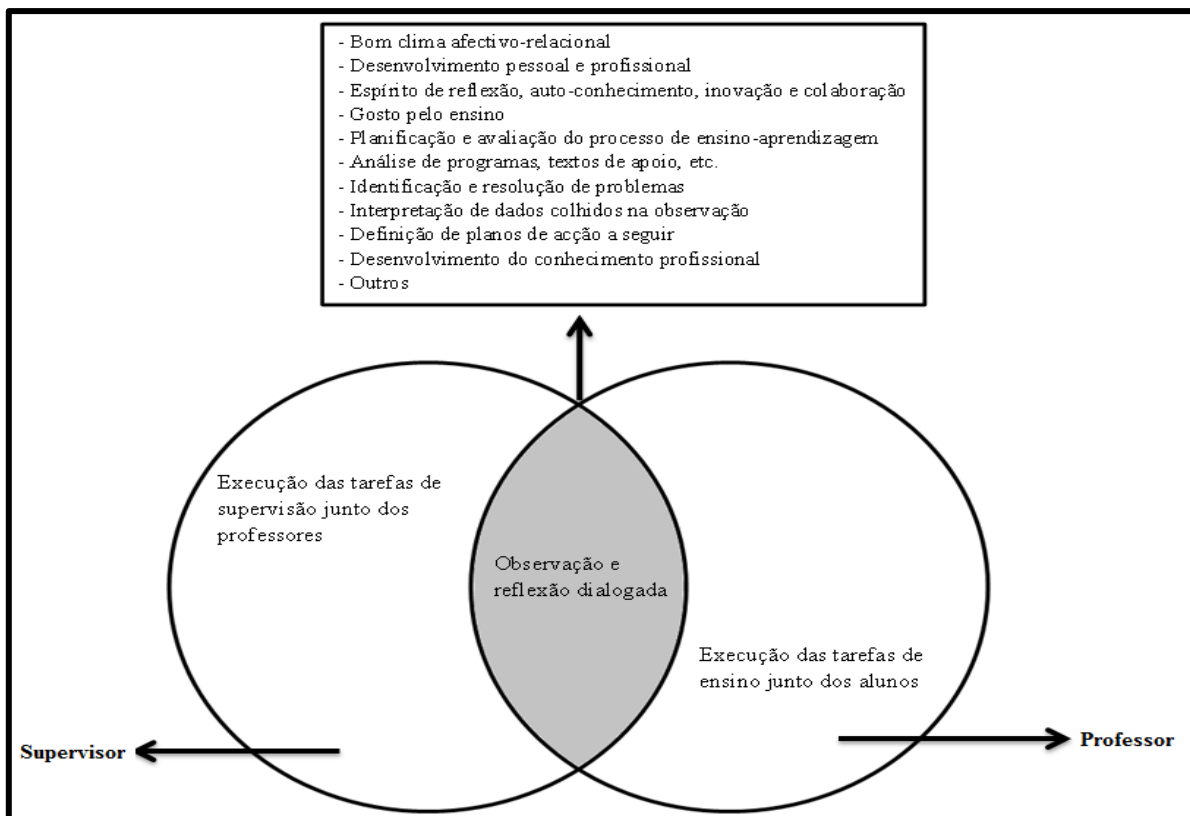 - Bom clima afectivo-relacional
- Desenvolvimento pessoal e profissional
- Espírito de reflexão, auto-conhecimento, inovação e colaboração
- Gosto pelo ensino
- Planificação e avaliação do processo de ensino-aprendizagem
- Análise de programas, textos de apoio, etc.
- Identificação e resolução de problemas
- Interpretação de dados colhidos na observação
- Definição de planos de acção a seguir
- Desenvolvimento do conhecimento profissional
- Outros
Execução das tarefas de
supervisão junto dos
professores
Observação e
reflexão dialogada
Execução das tarefas de
ensino junto dos alunos
Supervisor
Professor